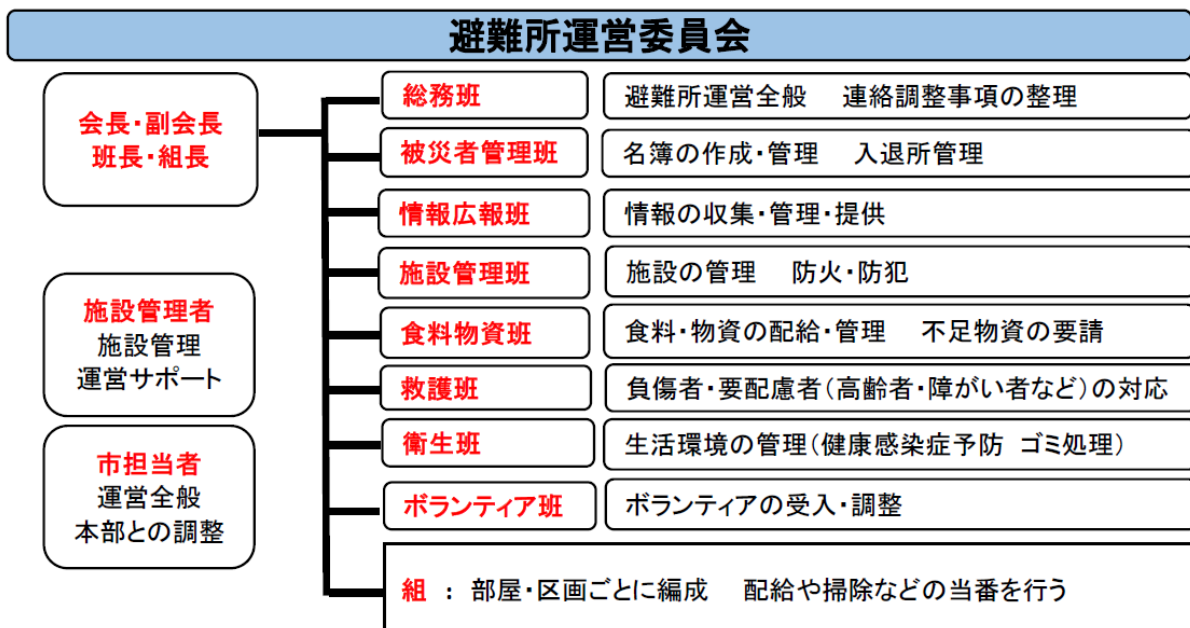 避難所運営委員会
会長・副会長
班長・組長
施設管理者
施設管理
運営サポート
市担当者
運営全般
本部との調整
総務班 避難所運営全般 連絡調整事項の整理
被災者管理班 名簿の作成・管理 入退所管理
情報広報班 情報の収集・管理・提供
施設管理班 施設の管理 防火・防犯
食料物資班 食料・物資の配給・管理 不足物資の要請
救護班 負傷者・要配慮者(高齢者・障がい者など)の対応
衛生班 生活環境の管理(健康感染症予防 ゴミ処理)
ボランティア班 ボランティアの受入・調整
組 : 部屋・区画ごとに編成 配給や掃除などの当番を行う